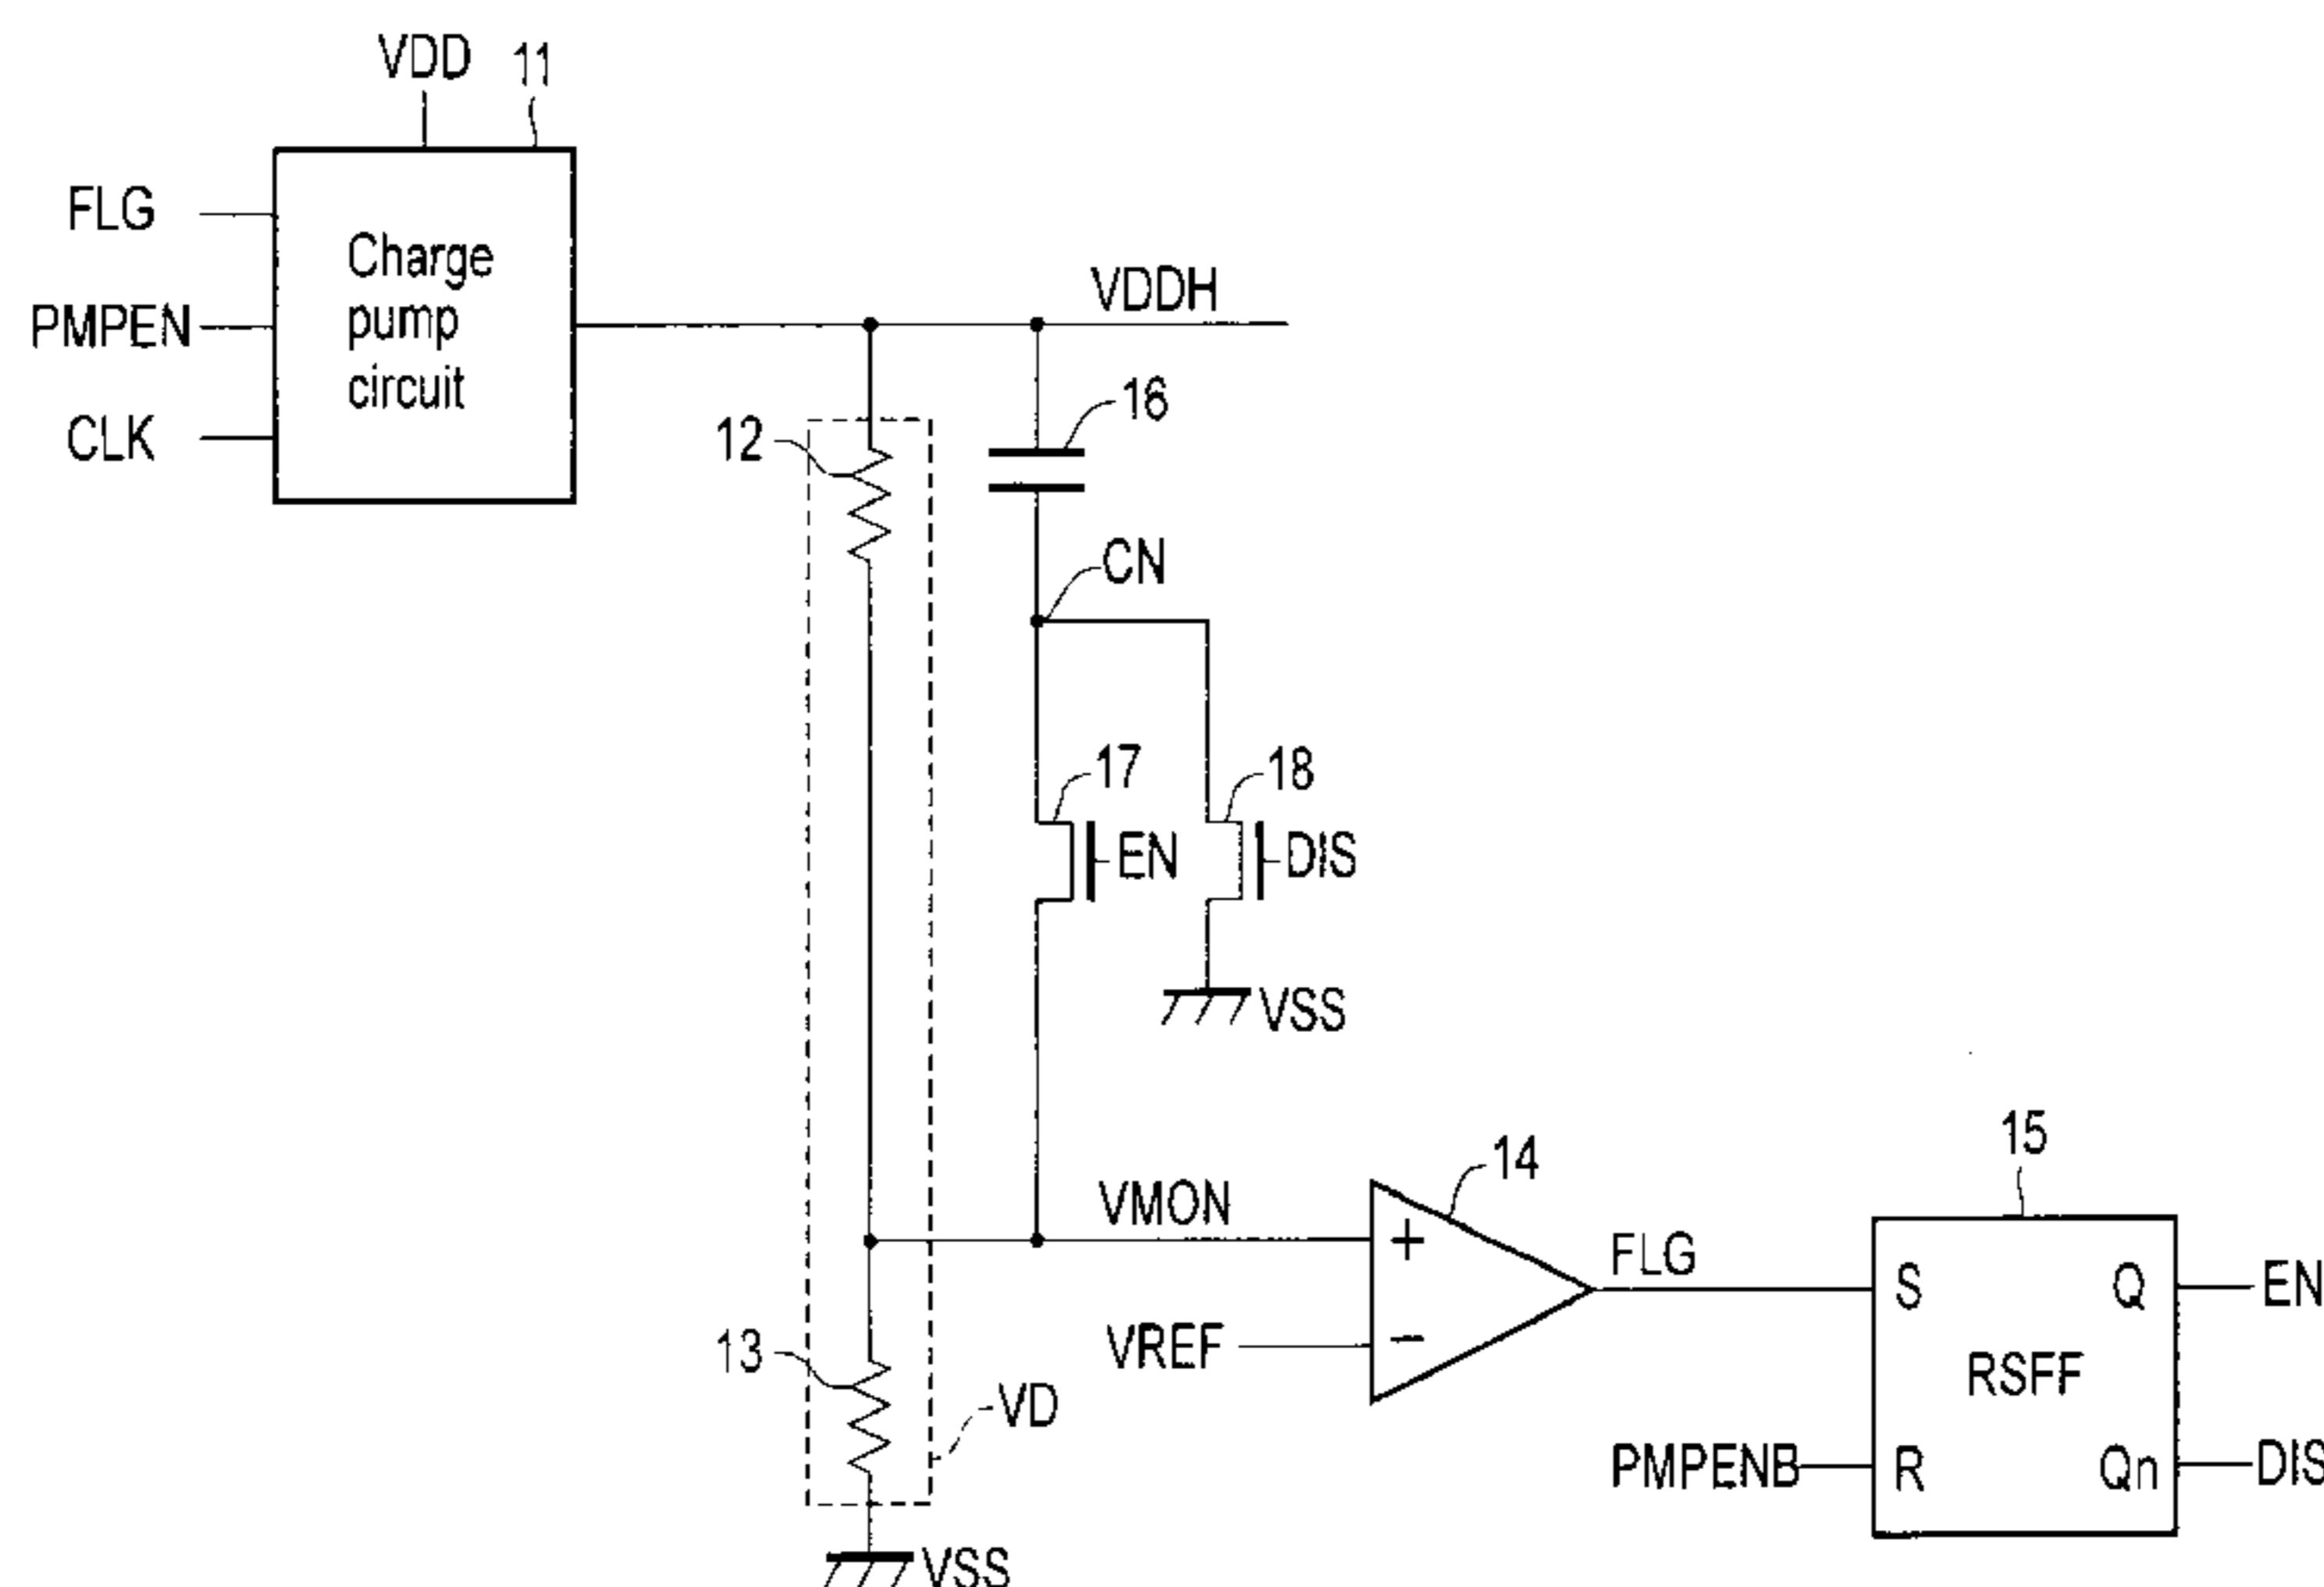 VDD
11
FLG
PMPEN
CLK
Charge
pump
circuit
VDDH
12
16
CN
17
EN
18
DIS
VSS
VMON
14
VREF
FLG
15
S
Q
EN
RSFF
PMPENB
R
Qn
DIS
13
VD
VSS